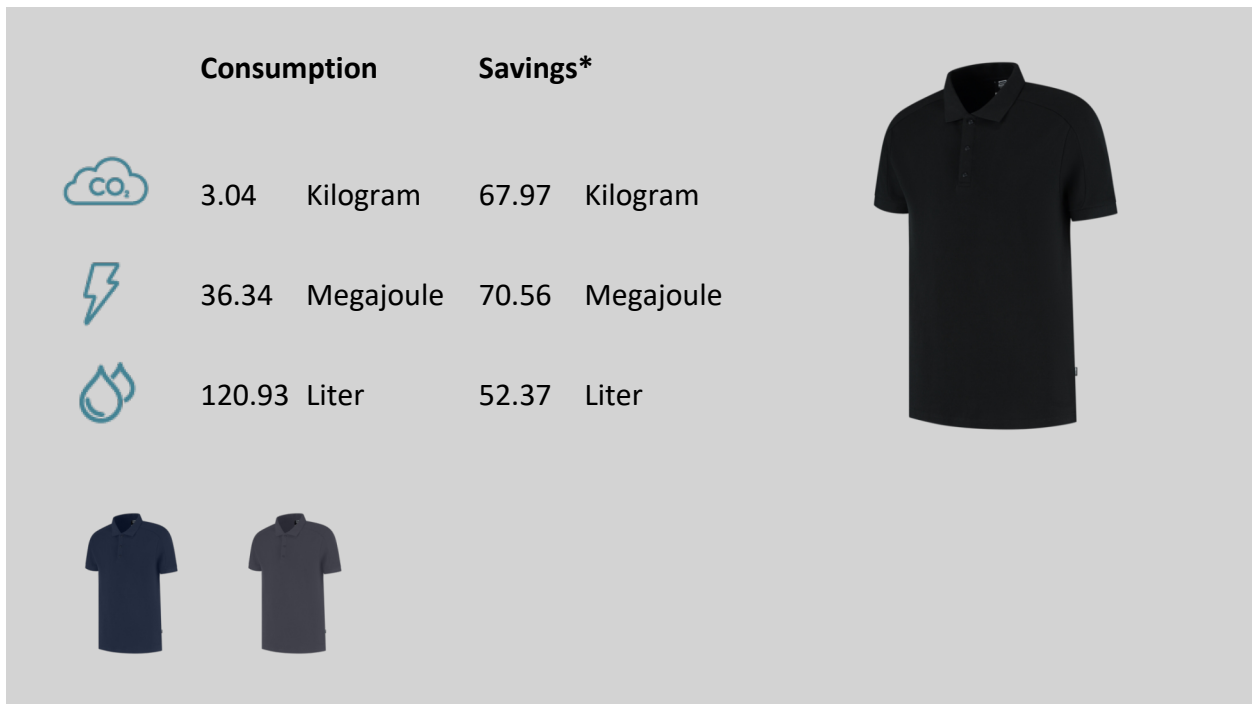 Consumption Savings*
CO₂
3.04 Kilogram 67.97 Kilogram
36.34 Megajoule 70.56 Megajoule
120.93 Liter 52.37 Liter